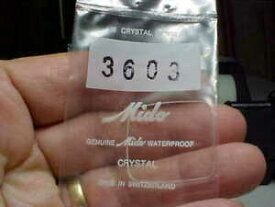 CRYSTAL
3603
Mido
GENUINE Mido WATERPROOF
CRYSTAL
MADE IN SWITZERLAND